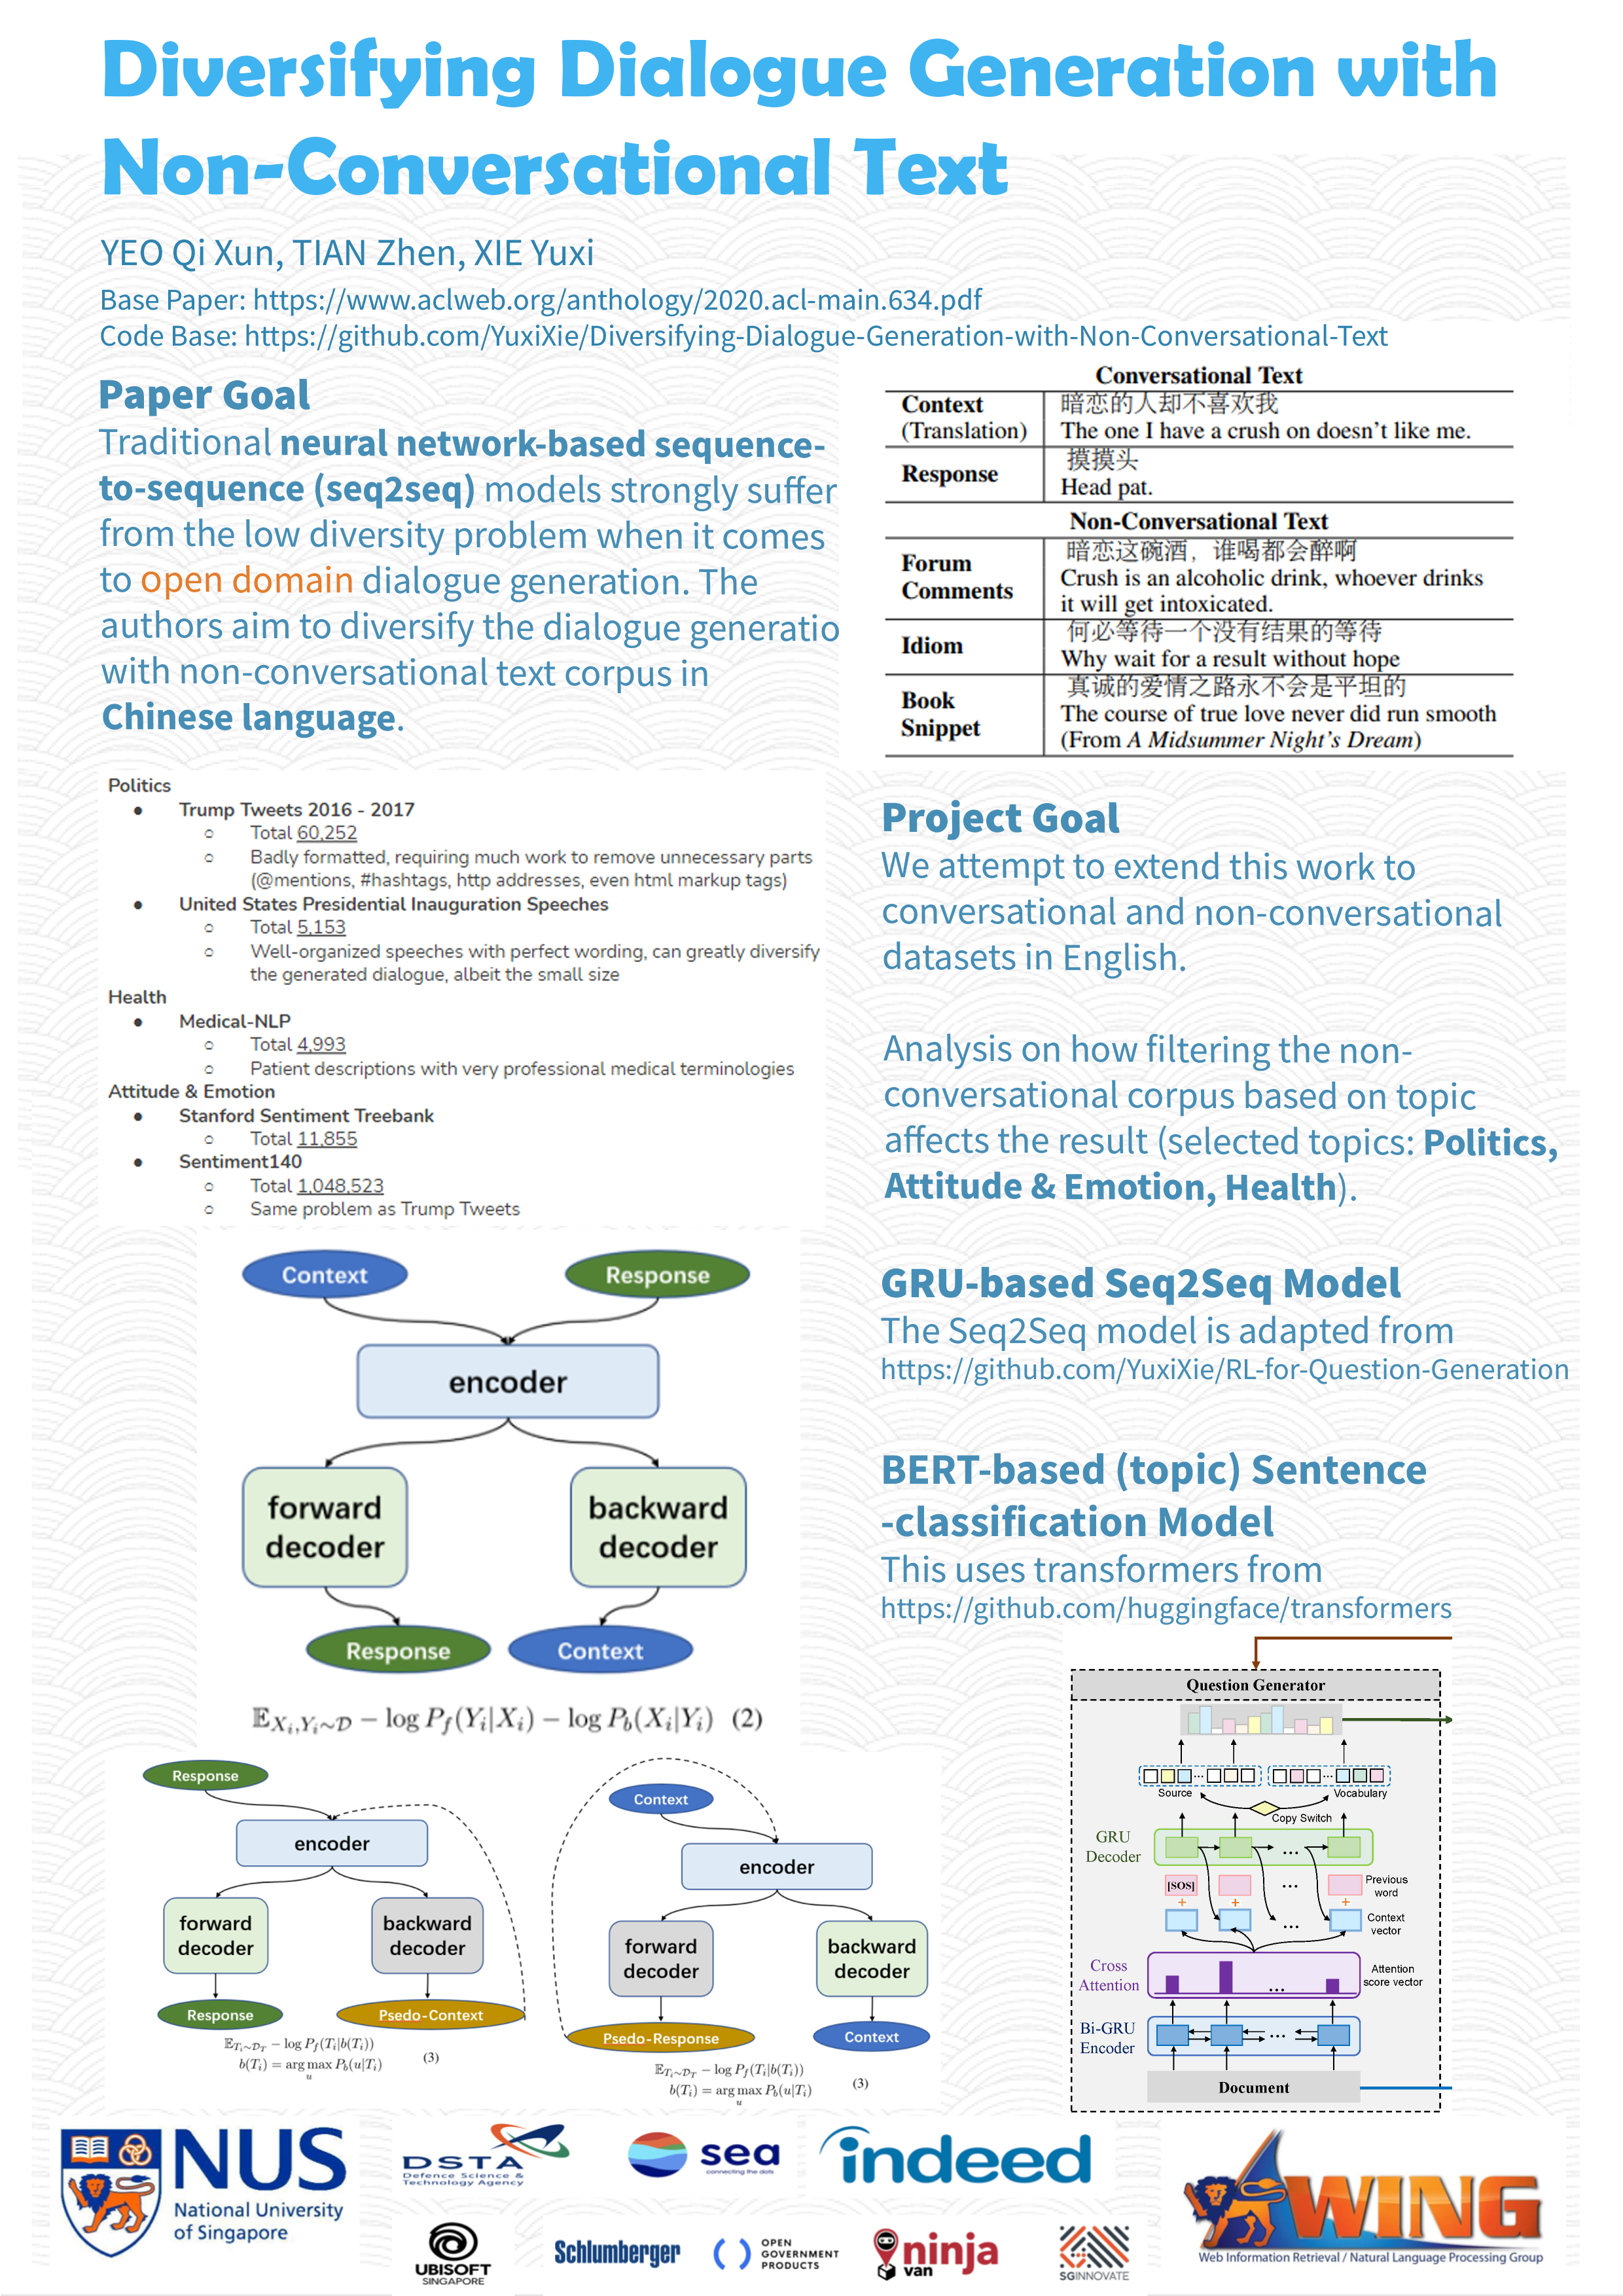 Diversifying Dialogue Generation with
Non-Conversational Text
YEO Qi Xun, TIAN Zhen, XIE Yuxi
Base Paper: https://www.aclweb.org/anthology/2020.acl-main.634.pdf
Code Base: https://github.com/YuxiXie/Diversifying-Dialogue-Generation-with-Non-Conversational-Text
Paper Goal
Traditional neural network-based sequence-
to-sequence (seq2seq) models strongly suffer
from the low diversity problem when it comes
to open domain dialogue generation. The
authors aim to diversify the dialogue generatio
with non-conversational text corpus in
Chinese language.
Conversational Text
Context
(Translation)
暗恋的人却不喜欢我
The one I have a crush on doesn't like me.
Response
摸摸头
Head pat.
Non-Conversational Text
Forum
Comments
暗恋这碗酒，谁喝都会醉啊
Crush is an alcoholic drink, whoever drinks
it will get intoxicated.
Idiom
何必等待一个没有结果的等待
Why wait for a result without hope
Book
Snippet
真诚的爱情之路永不会是平坦的
The course of true love never did run smooth
(From A Midsummer Night's Dream)
Politics
● Trump Tweets 2016 - 2017
○ Total 60,252
○ Badly formatted, requiring much work to remove unnecessary parts
(@mentions, #hashtags, http addresses, even html markup tags)
● United States Presidential Inauguration Speeches
○ Total 5,153
○ Well-organized speeches with perfect wording, can greatly diversify
the generated dialogue, albeit the small size
Health
● Medical-NLP
○ Total 4,993
○ Patient descriptions with very professional medical terminologies
Attitude & Emotion
● Stanford Sentiment Treebank
○ Total 11,855
● Sentiment140
○ Total 1,048,523
○ Same problem as Trump Tweets
Project Goal
We attempt to extend this work to
conversational and non-conversational
datasets in English.
Analysis on how filtering the non-
conversational corpus based on topic
affects the result (selected topics: Politics,
Attitude & Emotion, Health).
GRU-based Seq2Seq Model
The Seq2Seq model is adapted from
https://github.com/YuxiXie/RL-for-Question-Generation
BERT-based (topic) Sentence
-classification Model
This uses transformers from
https://github.com/huggingface/transformers
Context
Response
encoder
forward
decoder
backward
decoder
Response
Context
𝔼_{X_i,Y_i∼𝒟} − log P_f(Y_i|X_i) − log P_b(X_i|Y_i) (2)
Response
encoder
forward
decoder
backward
decoder
Response
Psedo-Context
𝔼_{T_i∼𝒟_T} − log P_f(T_i|b(T_i))
b(T_i) = arg max P_b(u|T_i)
u
(3)
Context
encoder
forward
decoder
backward
decoder
Psedo-Response
Context
𝔼_{T_i∼𝒟_T} − log P_f(T_i|b(T_i))
b(T_i) = arg max P_b(u|T_i)
u
(3)
Question Generator
Source
Vocabulary
Copy Switch
GRU
Decoder
[SOS]
Previous
word
Context
vector
Cross
Attention
Attention
score vector
Bi-GRU
Encoder
Document
NUS
National University
of Singapore
DSTA
Defence Science &
Technology Agency
sea
connecting the dots
indeed
UBISOFT
SINGAPORE
Schlumberger
OPEN
GOVERNMENT
PRODUCTS
ninja
van
SGINNOVATE
WING
Web Information Retrieval / Natural Language Processing Group